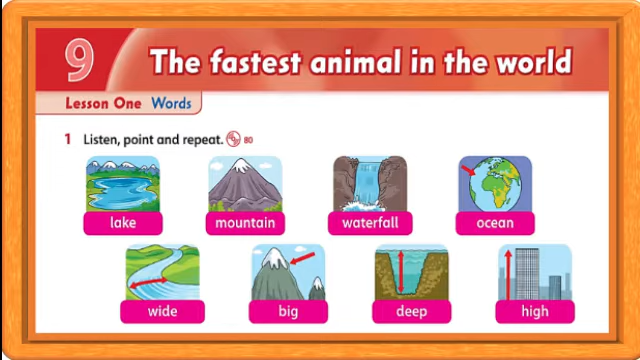 9 The fastest animal in the world
Lesson One Words
1 Listen, point and repeat. 80
lake mountain waterfall ocean
wide big deep high